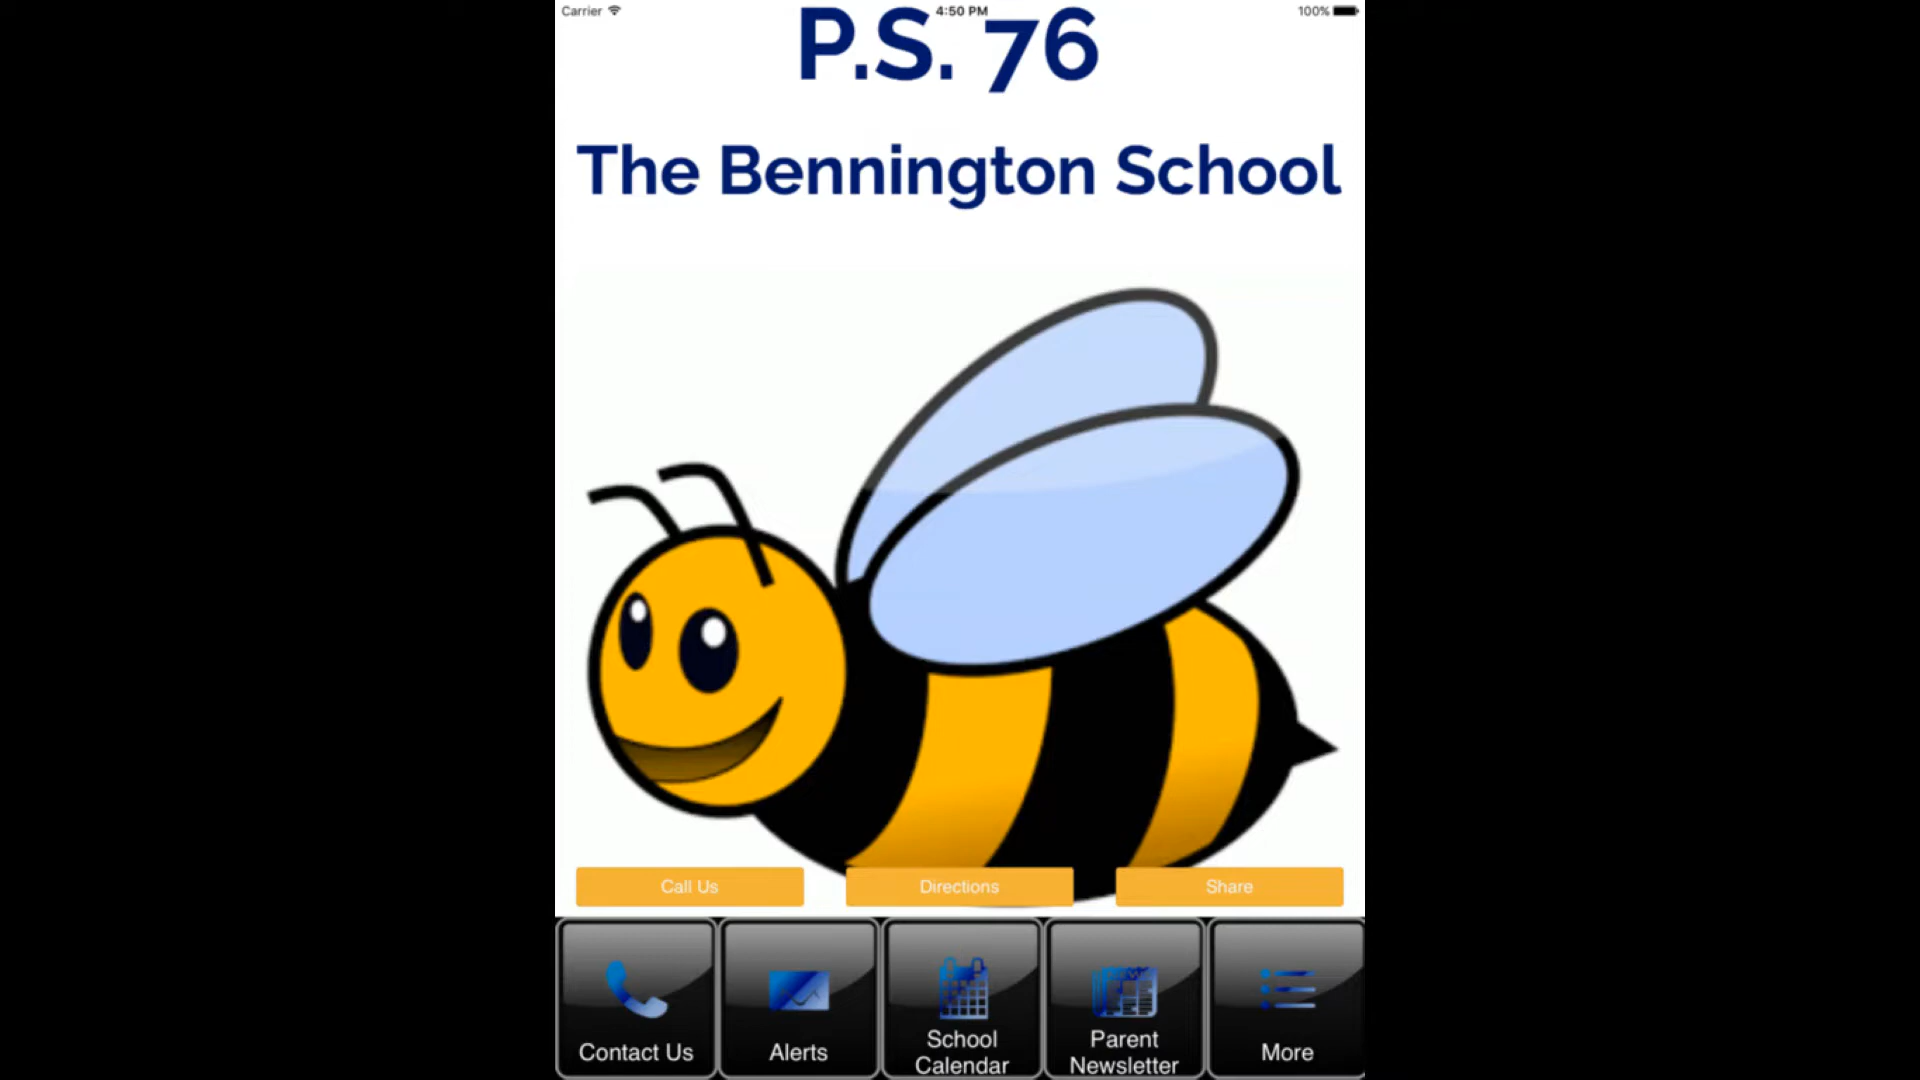 Carrier 4:50 PM 100%
P.S. 76
The Bennington School
Call Us Directions Share
Contact Us
Alerts
School
Calendar
Parent
Newsletter
More